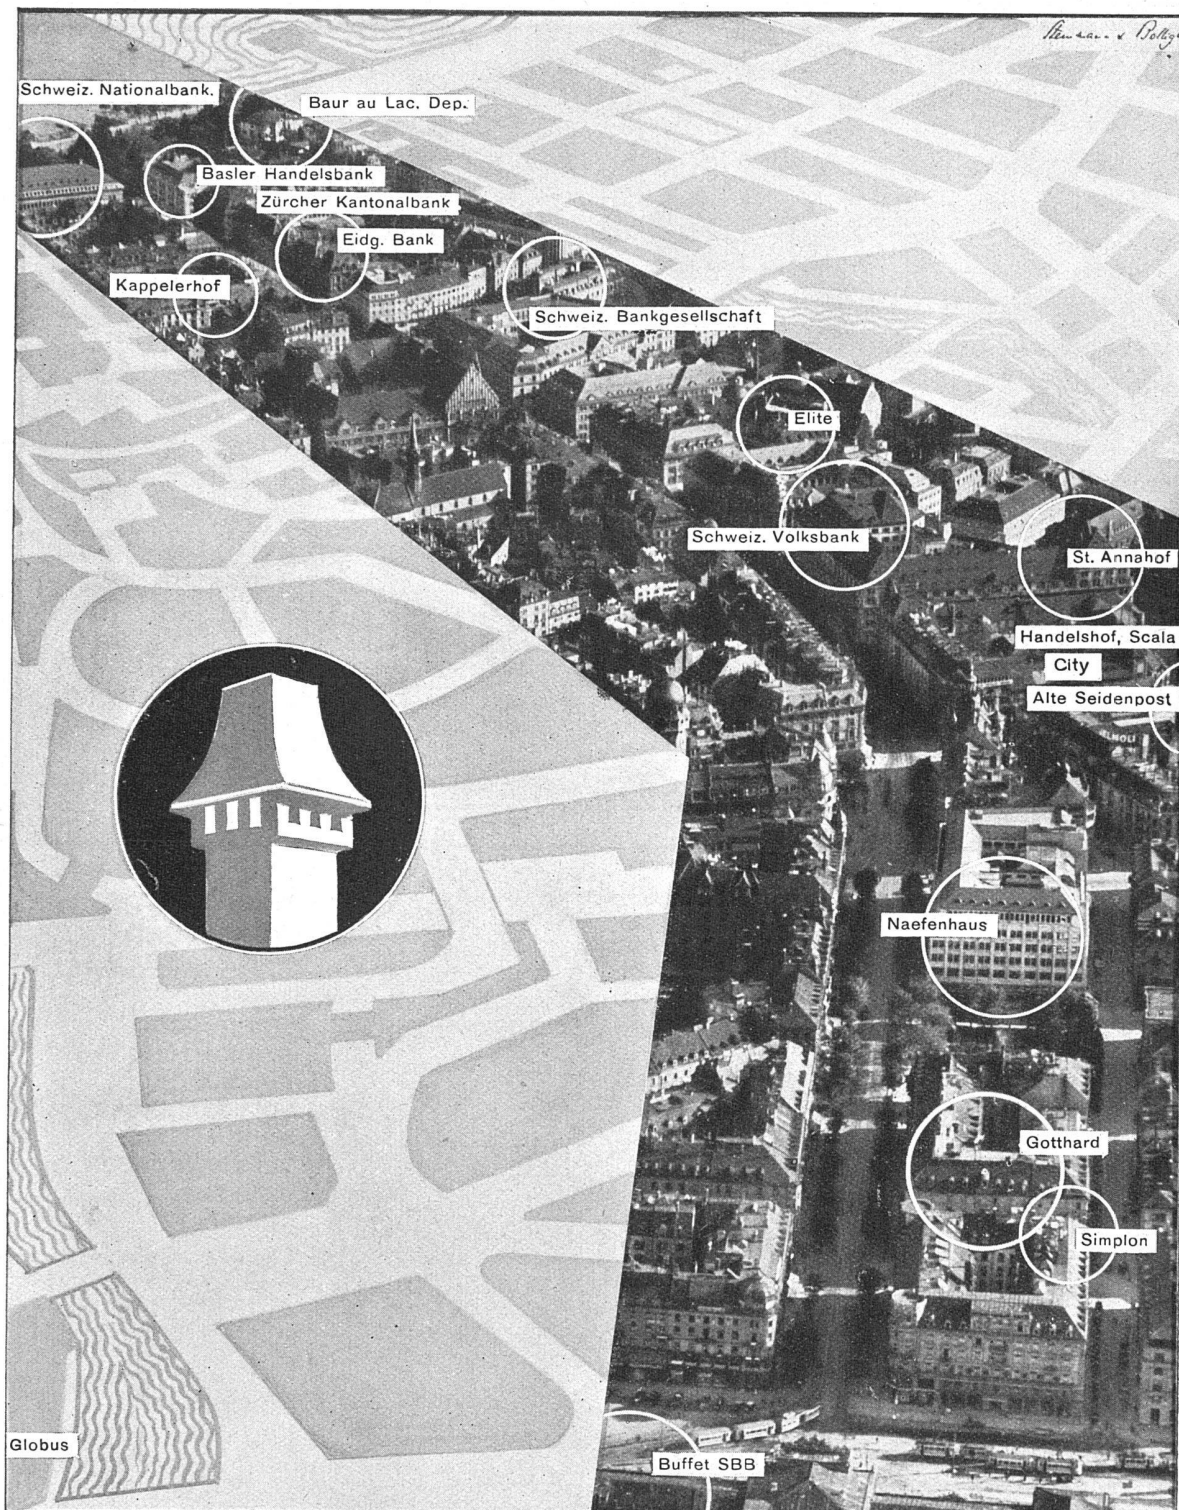 Schweiz. Nationalbank.
Baur au Lac. Dep.
Basler Handelsbank
Zürcher Kantonalbank
Eidg. Bank
Kappelerhof
Schweiz. Bankgesellschaft
Elite
Schweiz. Volksbank
St. Annahof
Handelshof, Scala
City
Alte Seidenpost
Naefenhaus
Gotthard
Simplon
Globus
Buffet SBB